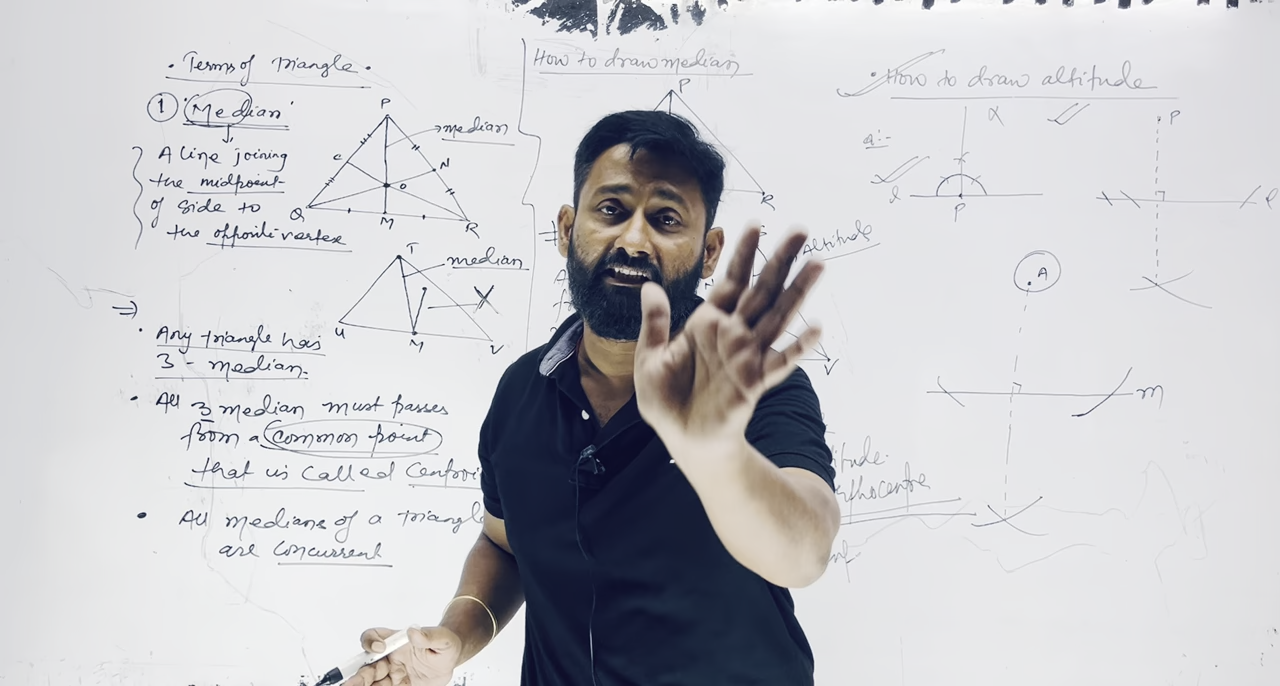 • Terms of Triangle •
① Median
A line joining
the midpoint
of side to
the opposite vertex
P
median
C
N
O
Q
M
R
T
median
X
U
M
V
⇒
• Any triangle has
3 - median.
• All 3 median must passes
from a common point
that is called Centroi
• All medians of a triangle
are concurrent
How to draw median
P
R
⇒
Altitude
V
itude
rthocentre
• How to draw altitude
α
l
P
P
l
A
m